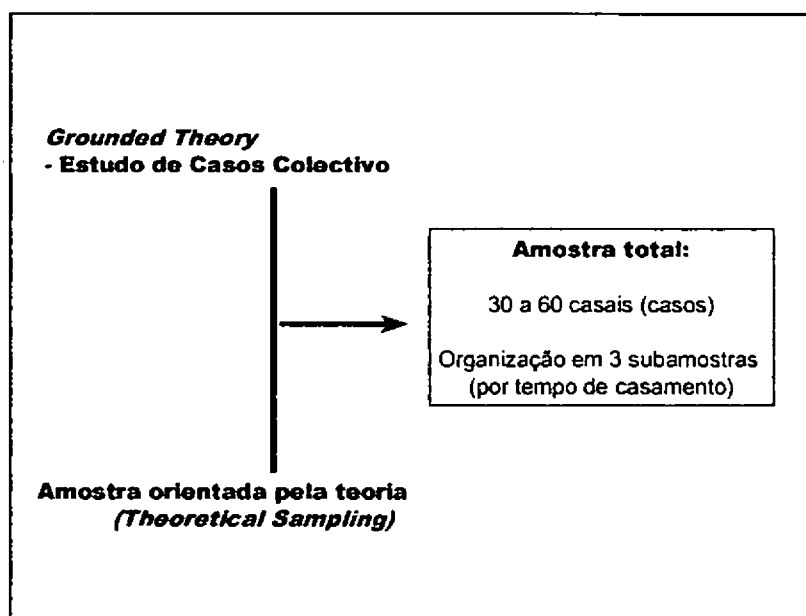 Grounded Theory
- Estudo de Casos Colectivo
Amostra total:
30 a 60 casais (casos)
Organização em 3 subamostras
(por tempo de casamento)
Amostra orientada pela teoria
(Theoretical Sampling)